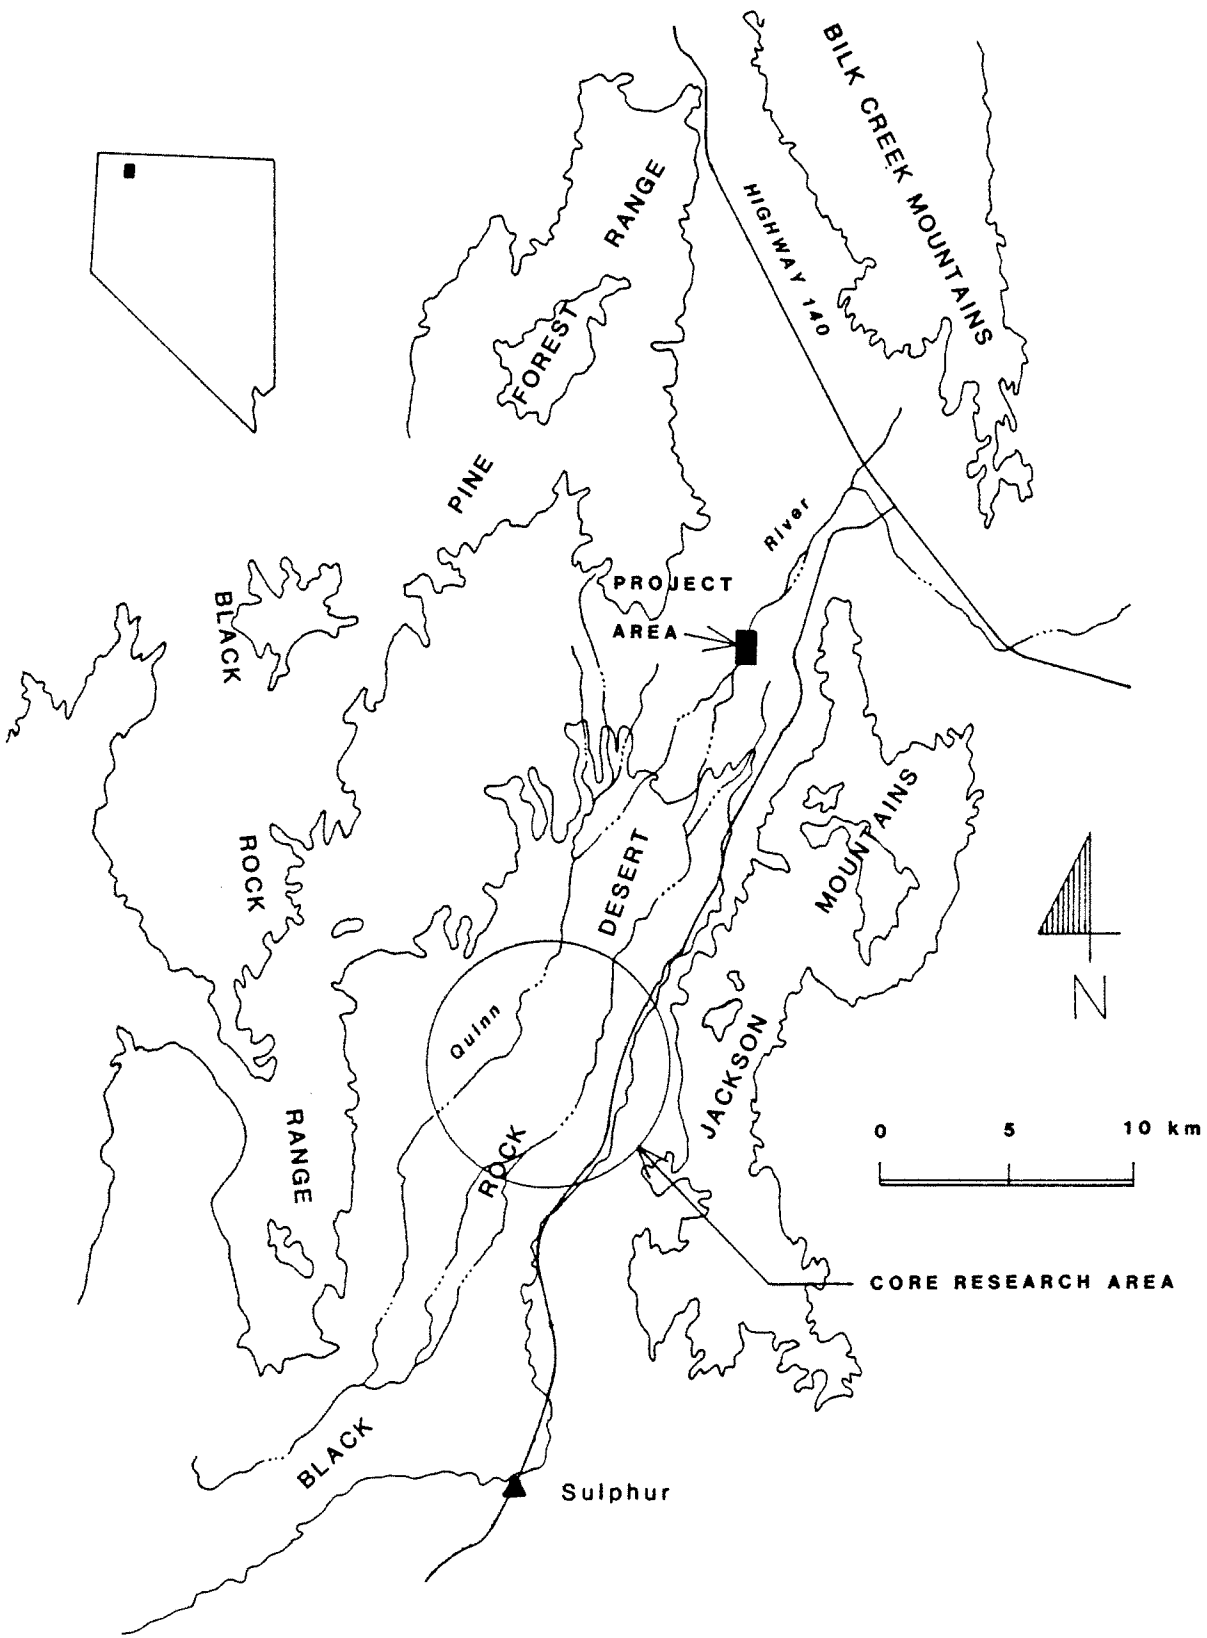 BILK CREEK MOUNTAINS
RANGE
HIGHWAY 140
FOREST
PINE
River
PROJECT
AREA
BLACK
MOUNTAINS
ROCK
DESERT
Quinn
JACKSON
N
RANGE
ROCK
0 5 10 km
CORE RESEARCH AREA
BLACK
Sulphur